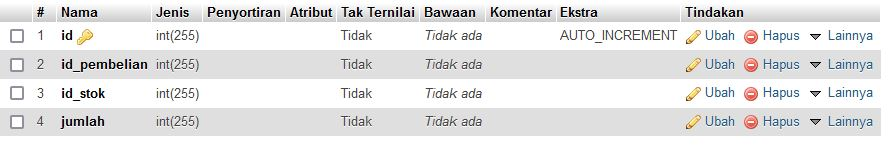 # Nama Jenis Penyortiran Atribut Tak Ternilai Bawaan Komentar Ekstra Tindakan
1 id int(255) Tidak Tidak ada AUTO_INCREMENT Ubah Hapus Lainnya
2 id_pembelian int(255) Tidak Tidak ada Ubah Hapus Lainnya
3 id_stok int(255) Tidak Tidak ada Ubah Hapus Lainnya
4 jumlah int(255) Tidak Tidak ada Ubah Hapus Lainnya